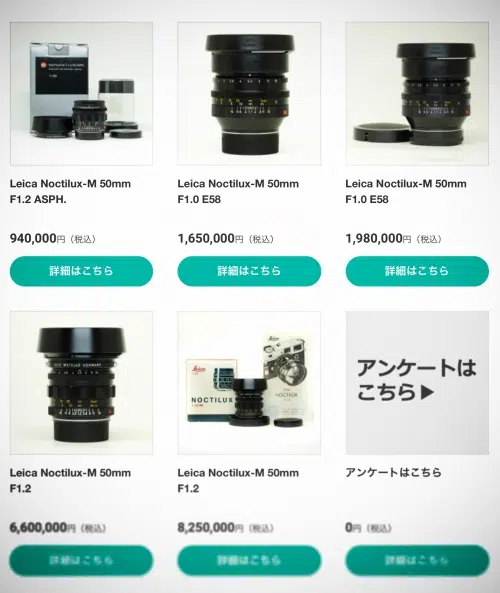 Leica Noctilux-M 50mm
F1.2 ASPH.
940,000円（税込）
詳細はこちら
Leica Noctilux-M 50mm
F1.0 E58
1,650,000円（税込）
詳細はこちら
Leica Noctilux-M 50mm
F1.0 E58
1,980,000円（税込）
詳細はこちら
Leica Noctilux-M 50mm
F1.2
6,600,000円（税込）
詳細はこちら
Leica
NOCTILUX
Leica
NOCTILUX
Leica Noctilux-M 50mm
F1.2
8,250,000円（税込）
詳細はこちら
アンケートは
こちら▶
アンケートはこちら
0円（税込）
詳細はこちら